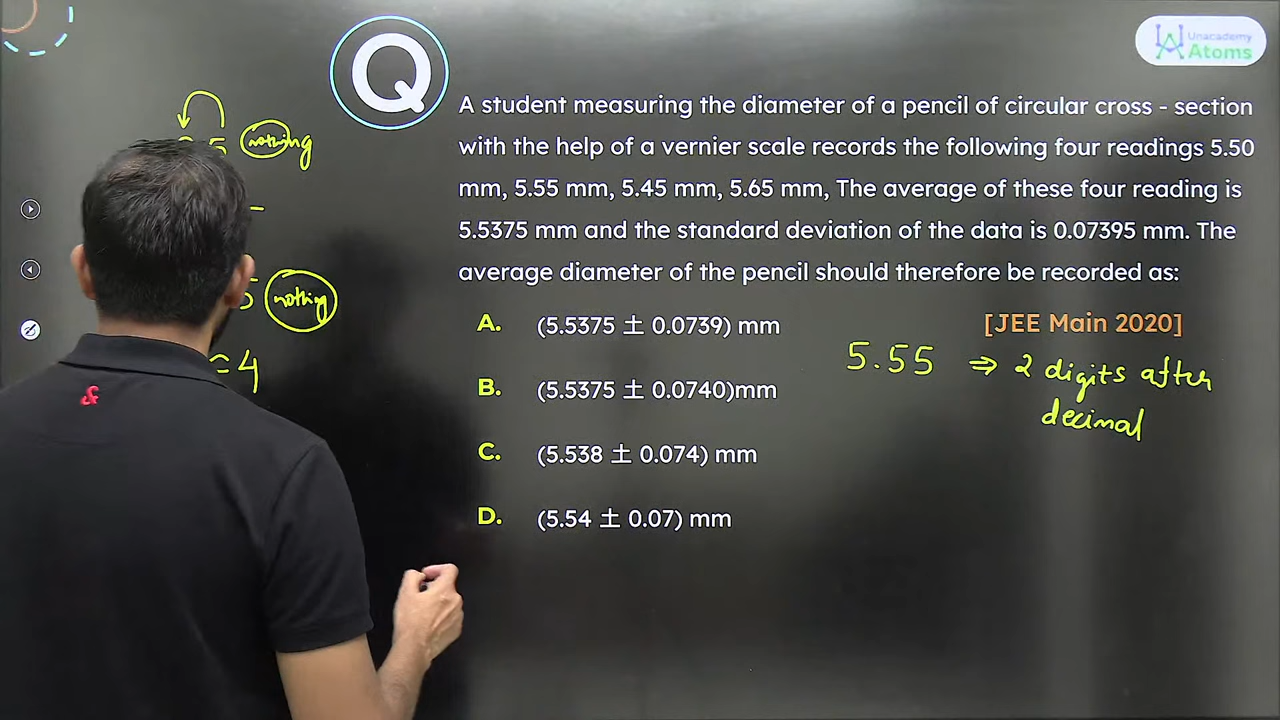 Q
Unacademy
Atoms
A student measuring the diameter of a pencil of circular cross - section
with the help of a vernier scale records the following four readings 5.50
mm, 5.55 mm, 5.45 mm, 5.65 mm, The average of these four reading is
5.5375 mm and the standard deviation of the data is 0.07395 mm. The
average diameter of the pencil should therefore be recorded as:
A. (5.5375 ± 0.0739) mm
[JEE Main 2020]
B. (5.5375 ± 0.0740)mm
C. (5.538 ± 0.074) mm
D. (5.54 ± 0.07) mm
5.55 ⇒ 2 digits after
decimal
5 nothing
5 nothing
= 4